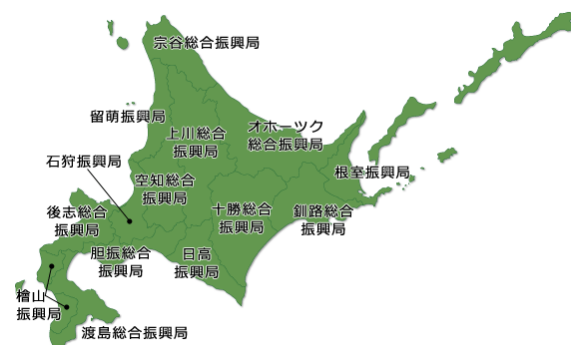 宗谷総合振興局
留萌振興局
上川総合
振興局
オホーツク
総合振興局
石狩振興局
空知総合
振興局
根室振興局
後志総合
振興局
十勝総合
振興局
釧路総合
振興局
胆振総合
振興局
日高
振興局
檜山
振興局
渡島総合振興局